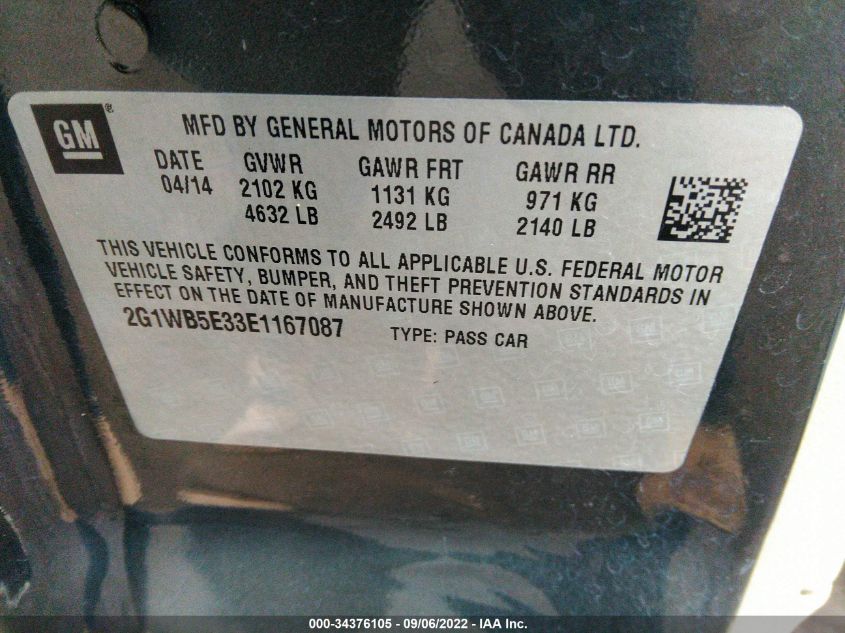 GM®
MFD BY GENERAL MOTORS OF CANADA LTD.
DATE GVWR GAWR FRT GAWR RR
04/14 2102 KG 1131 KG 971 KG
4632 LB 2492 LB 2140 LB
THIS VEHICLE CONFORMS TO ALL APPLICABLE U.S. FEDERAL MOTOR
VEHICLE SAFETY, BUMPER, AND THEFT PREVENTION STANDARDS IN
EFFECT ON THE DATE OF MANUFACTURE SHOWN ABOVE.
2G1WB5E33E1167087 TYPE: PASS CAR
000-34376105 - 09/06/2022 - IAA Inc.